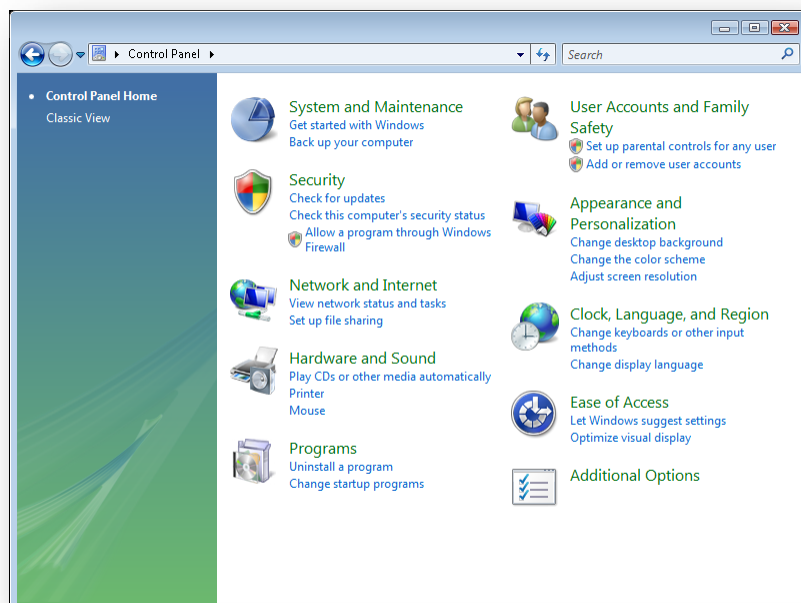 Control Panel
Search
Control Panel Home
Classic View
System and Maintenance
Get started with Windows
Back up your computer
Security
Check for updates
Check this computer's security status
Allow a program through Windows
Firewall
Network and Internet
View network status and tasks
Set up file sharing
Hardware and Sound
Play CDs or other media automatically
Printer
Mouse
Programs
Uninstall a program
Change startup programs
User Accounts and Family
Safety
Set up parental controls for any user
Add or remove user accounts
Appearance and
Personalization
Change desktop background
Change the color scheme
Adjust screen resolution
Clock, Language, and Region
Change keyboards or other input
methods
Change display language
Ease of Access
Let Windows suggest settings
Optimize visual display
Additional Options